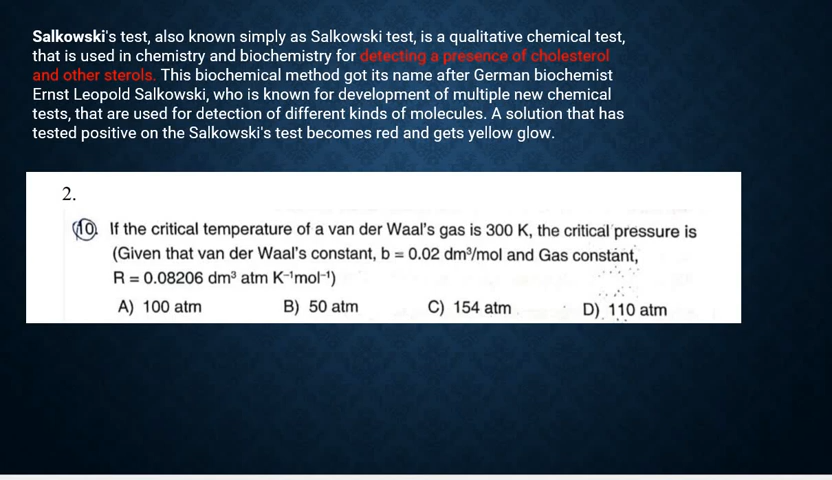 Salkowski's test, also known simply as Salkowski test, is a qualitative chemical test,
that is used in chemistry and biochemistry for detecting a presence of cholesterol
and other sterols. This biochemical method got its name after German biochemist
Ernst Leopold Salkowski, who is known for development of multiple new chemical
tests, that are used for detection of different kinds of molecules. A solution that has
tested positive on the Salkowski's test becomes red and gets yellow glow.
2.
10. If the critical temperature of a van der Waal's gas is 300 K, the critical pressure is
(Given that van der Waal's constant, b = 0.02 dm³/mol and Gas constant,
R = 0.08206 dm³ atm K⁻¹mol⁻¹)
A) 100 atm B) 50 atm C) 154 atm D) 110 atm